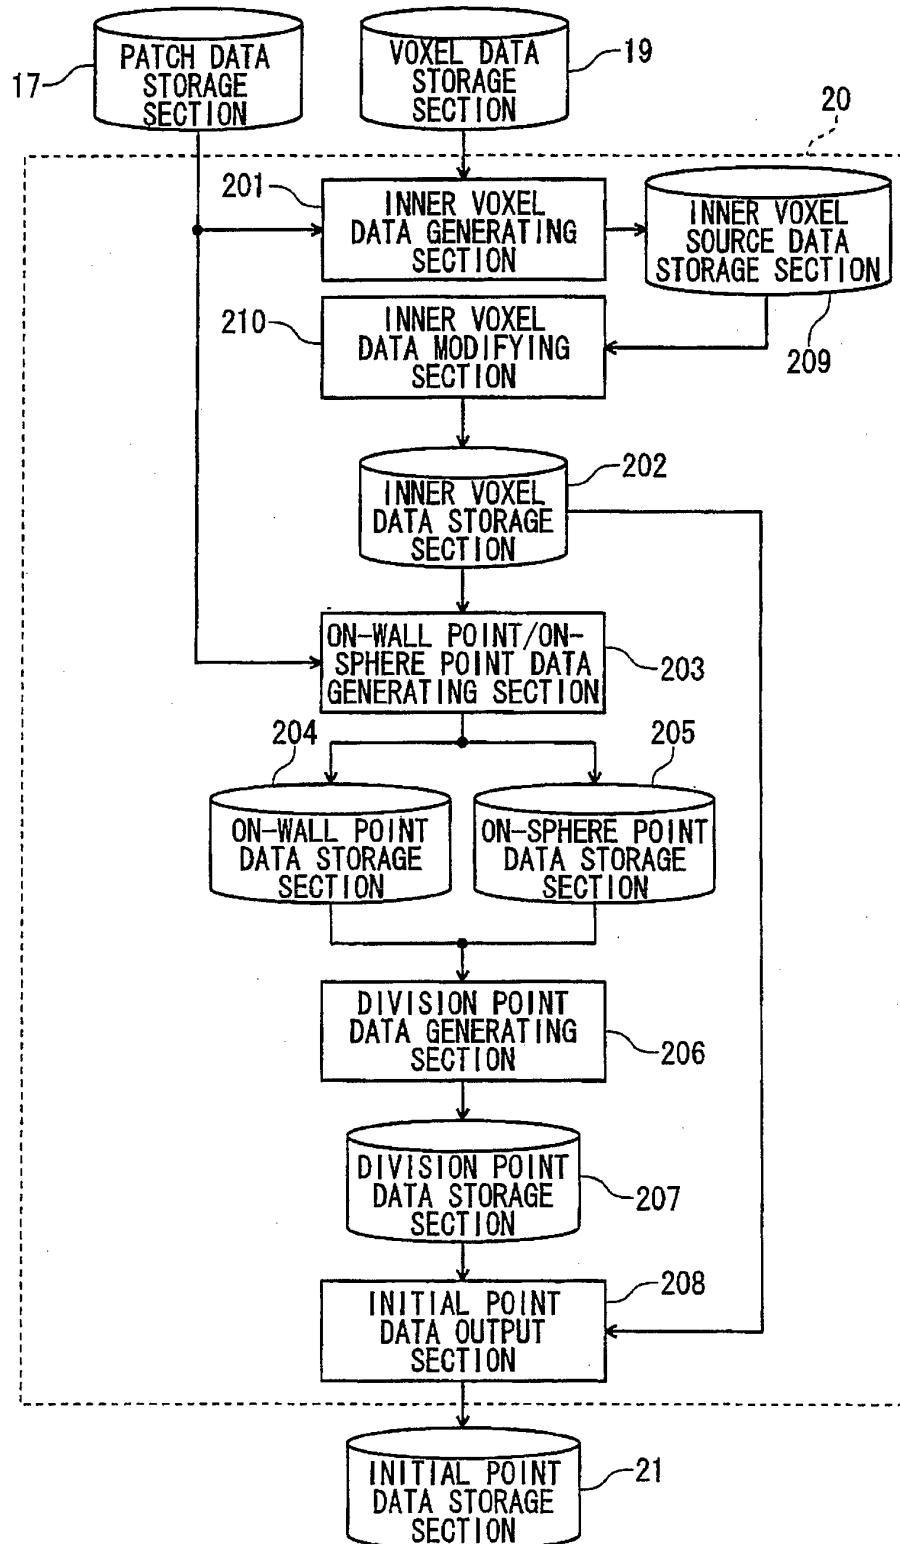 PATCH DATA
STORAGE
SECTION
17
VOXEL DATA
STORAGE
SECTION
19
20
201
INNER VOXEL
DATA GENERATING
SECTION
INNER VOXEL
SOURCE DATA
STORAGE SECTION
209
210
INNER VOXEL
DATA MODIFYING
SECTION
202
INNER VOXEL
DATA STORAGE
SECTION
ON-WALL POINT/ON-
SPHERE POINT DATA
GENERATING SECTION
203
204
205
ON-WALL POINT
DATA STORAGE
SECTION
ON-SPHERE POINT
DATA STORAGE
SECTION
DIVISION POINT
DATA GENERATING
SECTION
206
DIVISION POINT
DATA STORAGE
SECTION
207
208
INITIAL POINT
DATA OUTPUT
SECTION
INITIAL POINT
DATA STORAGE
SECTION
21